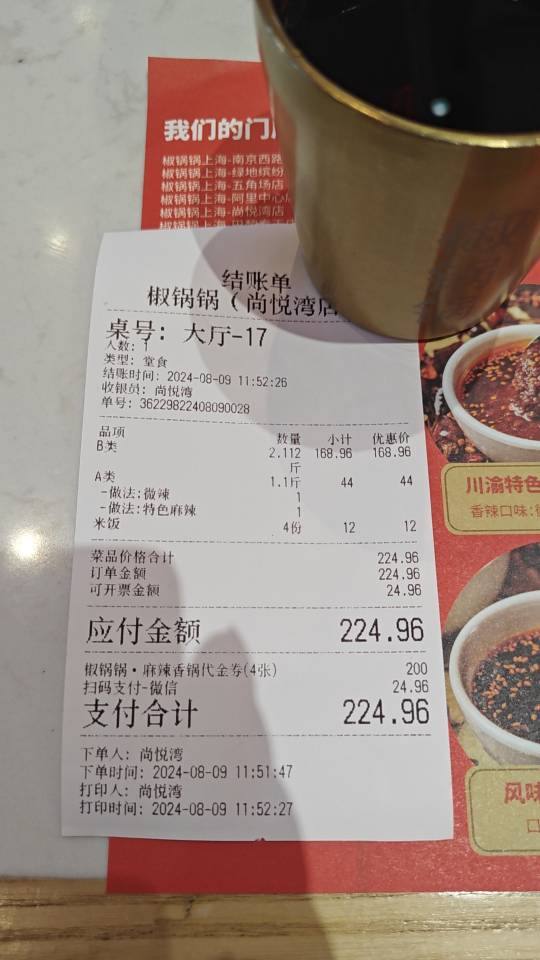 我们的门
椒锅锅上海-南京西路
椒锅锅上海-绿地缤纷
椒锅锅上海-五角场店
椒锅锅上海-阿里中心
椒锅锅上海-尚悦湾店
结账单
椒锅锅（尚悦湾店
桌号: 大厅-17
人数: 1
类型: 堂食
结账时间: 2024-08-09 11:52:26
收银员: 尚悦湾
单号: 36229822408090028
品项 数量 小计 优惠价
B类 2.112斤 168.96 168.96
A类 1.1斤 44 44
-做法:微辣 1
-做法:特色麻辣 1
米饭 4份 12 12
菜品价格合计 224.96
订单金额 224.96
可开票金额 24.96
应付金额 224.96
椒锅锅·麻辣香锅代金券(4张) 200
扫码支付-微信 24.96
支付合计 224.96
下单人: 尚悦湾
下单时间: 2024-08-09 11:51:47
打印人: 尚悦湾
打印时间: 2024-08-09 11:52:27
川渝特色
香辣口味:
风味
口